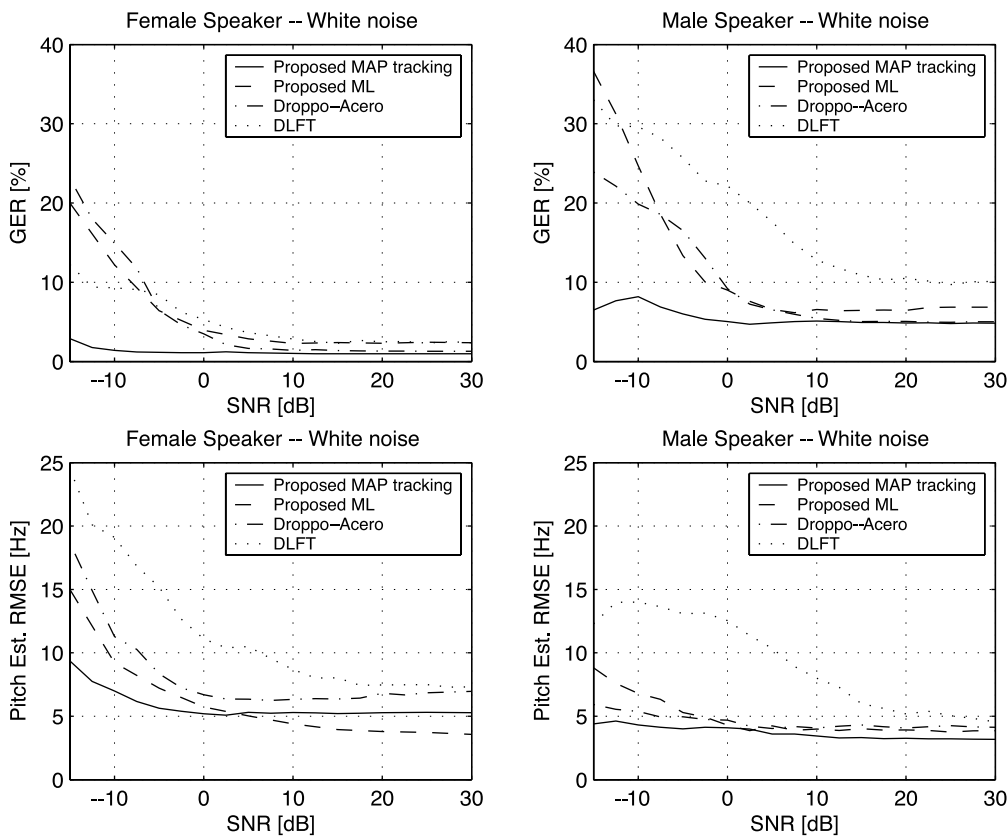 Female Speaker -- White noise
GER [%]
40
30
20
10
0
Proposed MAP tracking
Proposed ML
Droppo-Acero
DLFT
--10
0
10
20
30
SNR [dB]
Male Speaker -- White noise
GER [%]
40
30
20
10
0
Proposed MAP tracking
Proposed ML
Droppo--Acero
DLFT
--10
0
10
20
30
SNR [dB]
Female Speaker -- White noise
Pitch Est. RMSE [Hz]
25
20
15
10
5
0
Proposed MAP tracking
Proposed ML
Droppo-Acero
DLFT
--10
0
10
20
30
SNR [dB]
Male Speaker -- White noise
Pitch Est. RMSE [Hz]
25
20
15
10
5
0
Proposed MAP tracking
Proposed ML
Droppo--Acero
DLFT
--10
0
10
20
30
SNR [dB]